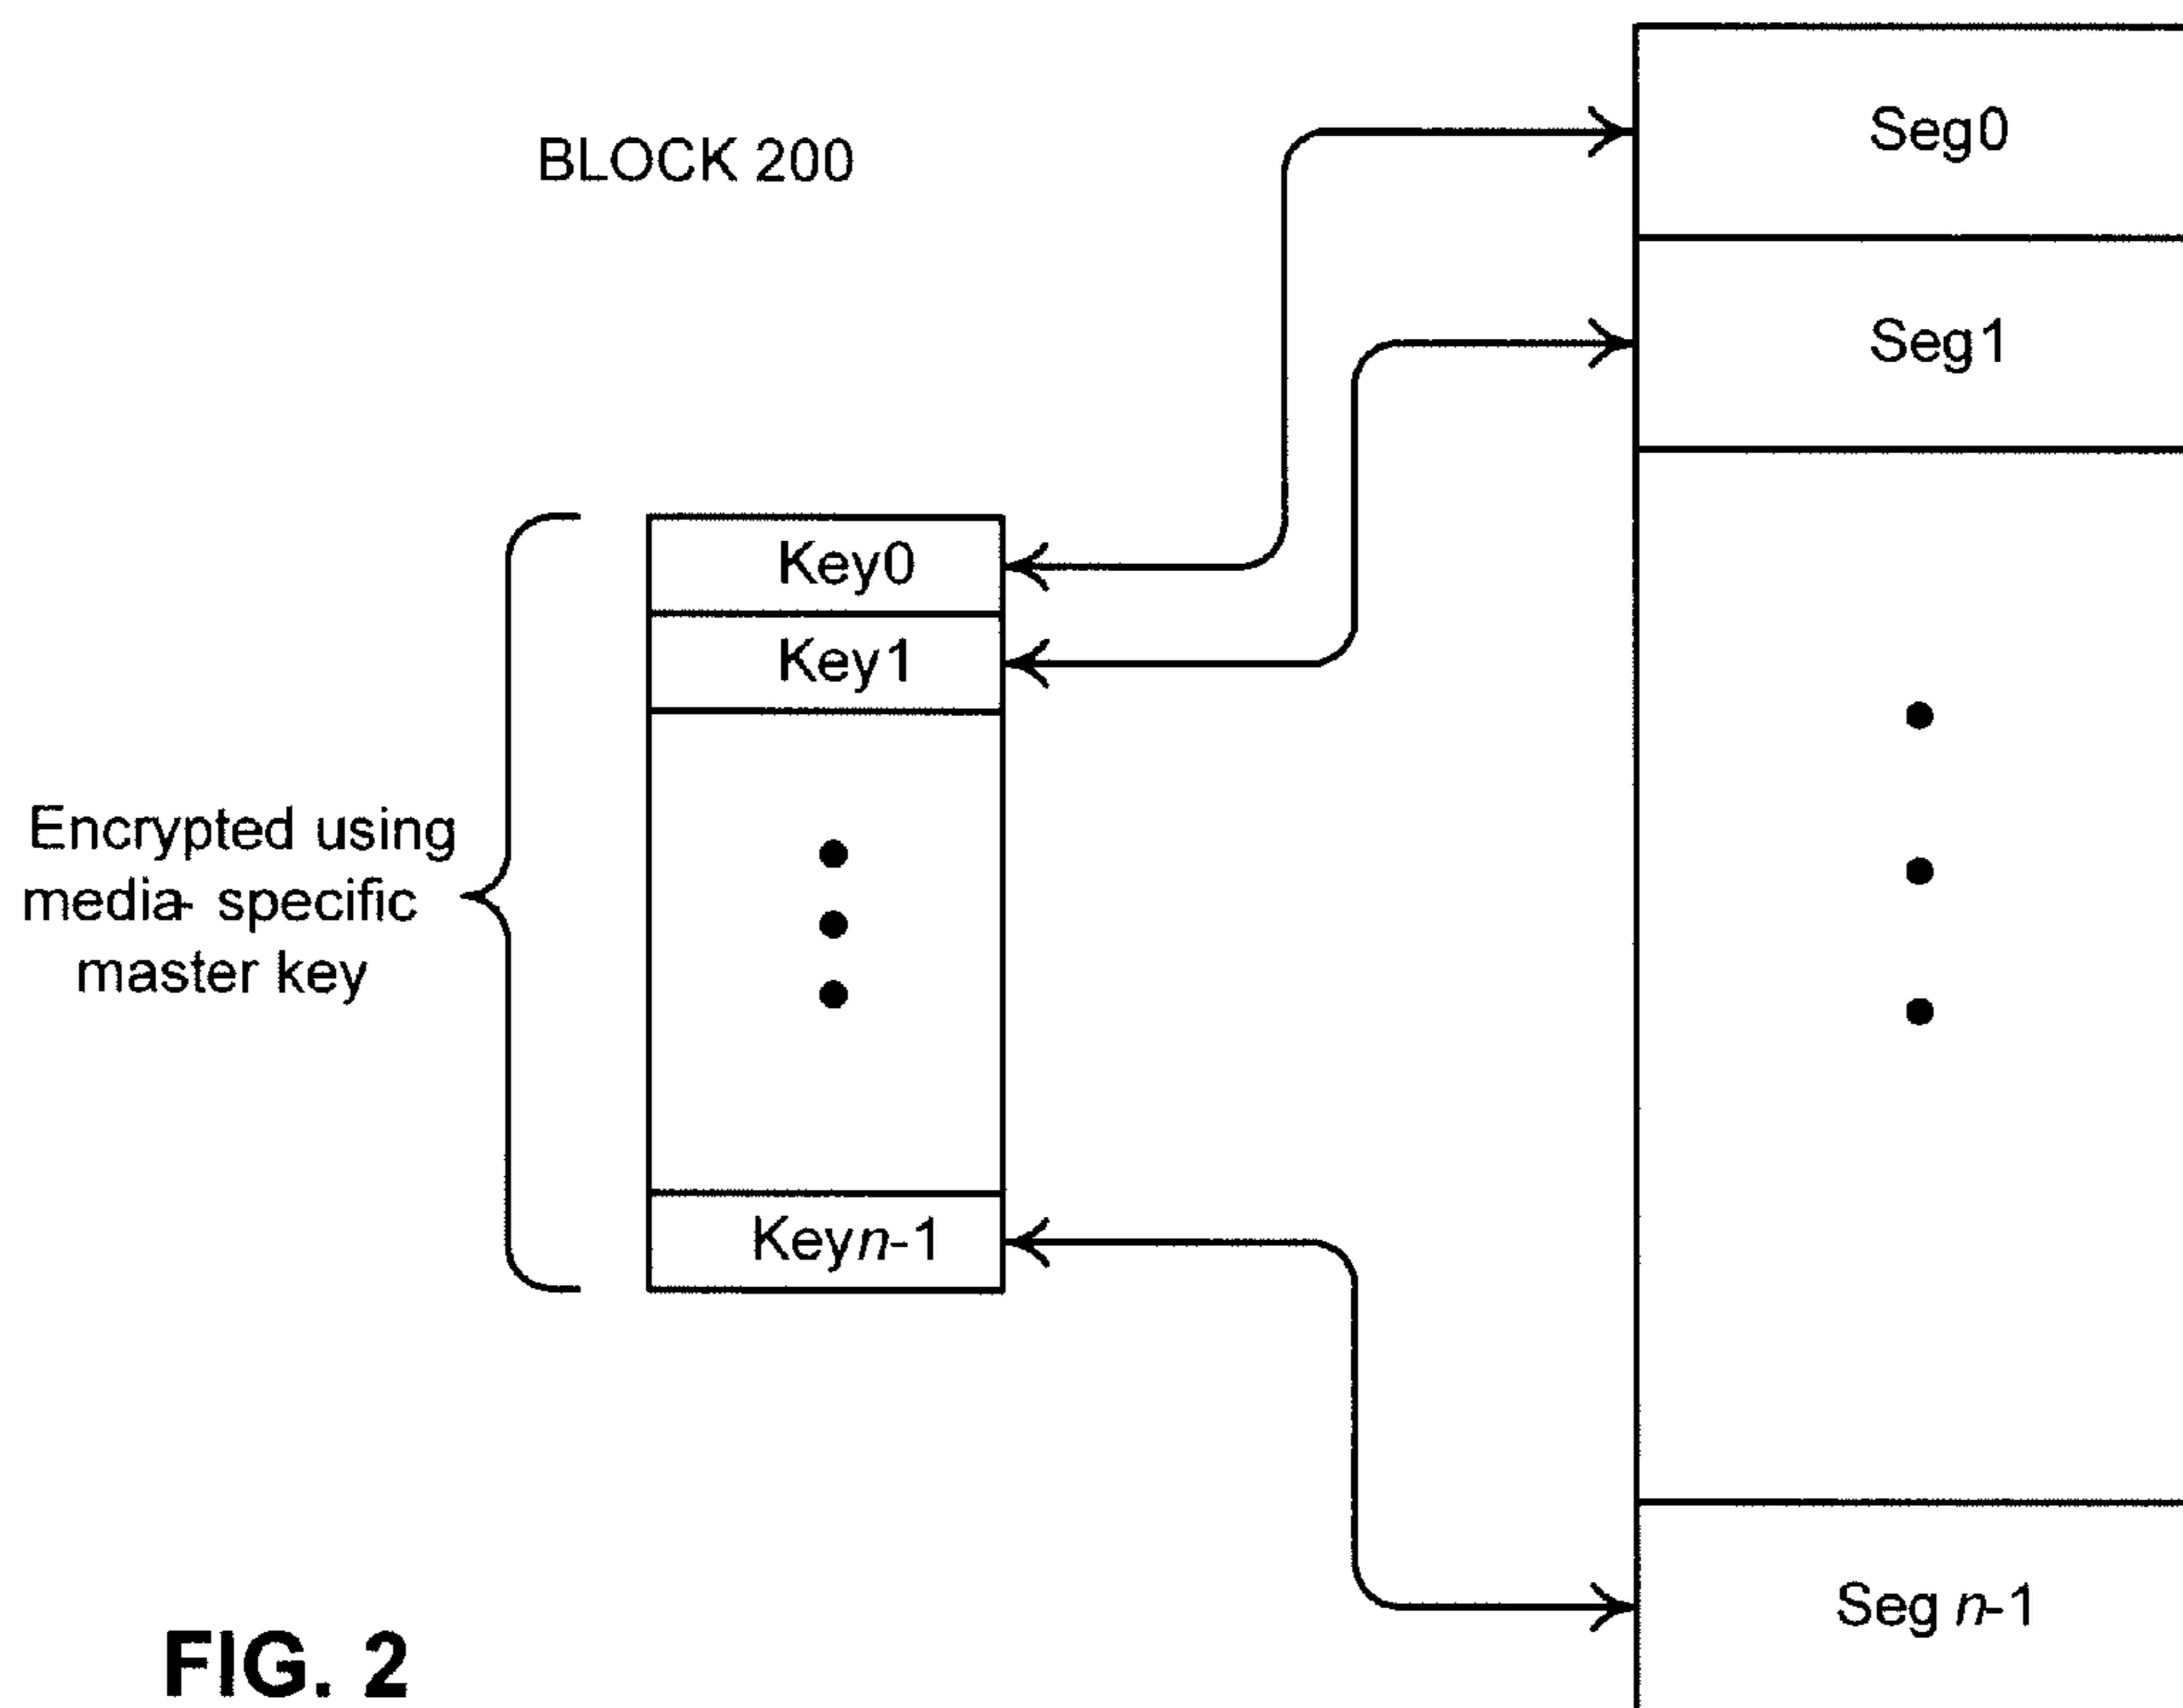 BLOCK 200
Seg0
Seg1
Key0
Key1
Encrypted using
media- specific
master key
Keyn-1
Seg n-1
FIG. 2